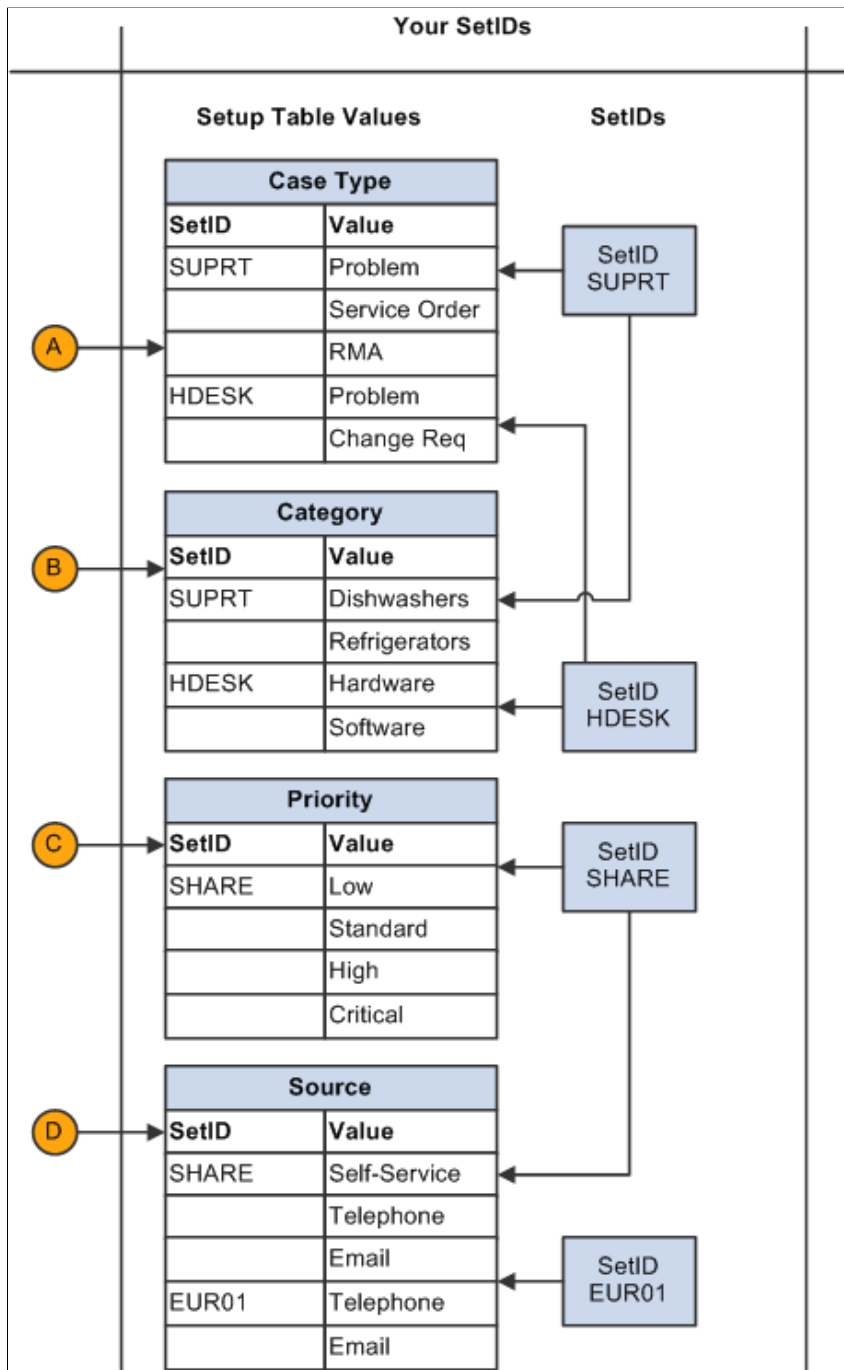 Your SetIDs
Setup Table Values SetIDs
Case Type
SetID Value
SUPRT Problem
Service Order
RMA
HDESK Problem
Change Req
SetID
SUPRT
A
Category
SetID Value
SUPRT Dishwashers
Refrigerators
HDESK Hardware
Software
B
SetID
HDESK
Priority
SetID Value
SHARE Low
Standard
High
Critical
C
SetID
SHARE
Source
SetID Value
SHARE Self-Service
Telephone
Email
EUR01 Telephone
Email
D
SetID
EUR01